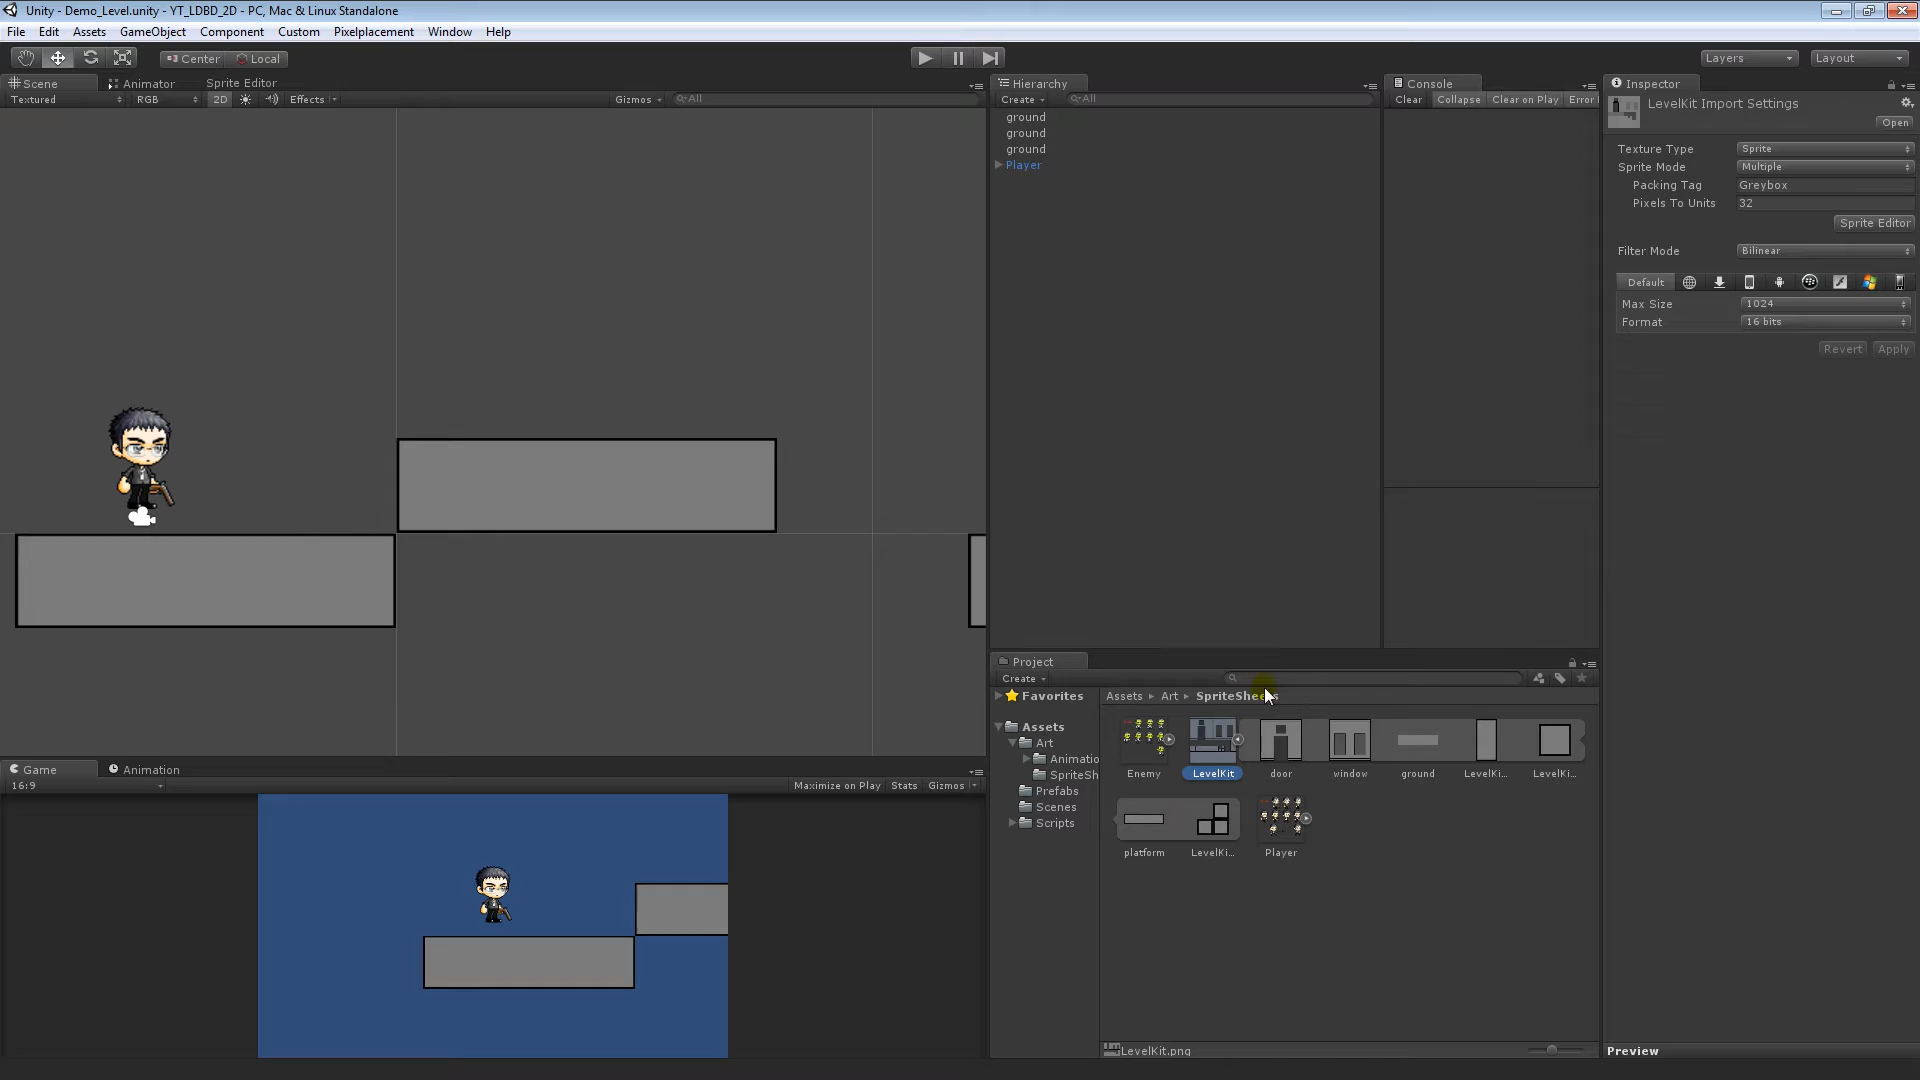 Unity - Demo_Level.unity - YT_LDBD_2D - PC, Mac & Linux Standalone
File Edit Assets GameObject Component Custom Pixelplacement Window Help
Center Local Layers Layout
Scene Animator Sprite Editor
Textured RGB 2D Effects Gizmos All
Hierarchy
Create All
ground
ground
ground
Player
Console
Clear Collapse Clear on Play Error
Inspector
LevelKit Import Settings
Open
Texture Type Sprite
Sprite Mode Multiple
Packing Tag Greybox
Pixels To Units 32
Sprite Editor
Filter Mode Bilinear
Default
Max Size 1024
Format 16 bits
Revert Apply
Project
Create
Favorites
Assets
Art
Animatio
SpriteSh
Prefabs
Scenes
Scripts
Assets Art SpriteSheets
Enemy LevelKit door window ground LevelKi... LevelKi...
platform LevelKi... Player
LevelKit.png
Game Animation
16:9 Maximize on Play Stats Gizmos
Preview